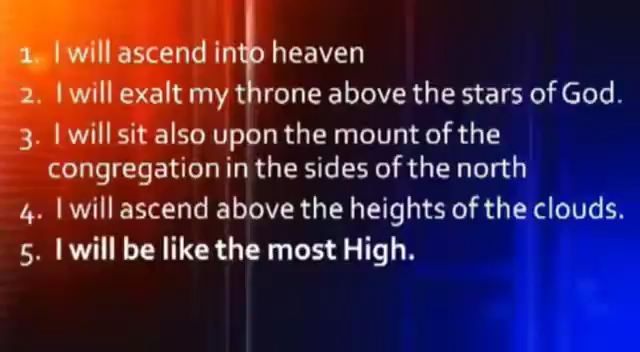 1. I will ascend into heaven
2. I will exalt my throne above the stars of God.
3. I will sit also upon the mount of the
congregation in the sides of the north
4. I will ascend above the heights of the clouds.
5. I will be like the most High.